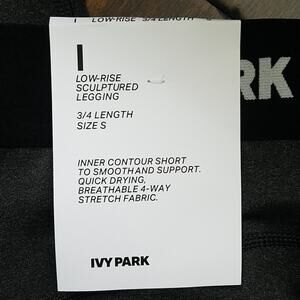 I LOW-RISE 3/4 LENGTH
I
LOW-RISE
SCULPTURED
LEGGING
3/4 LENGTH
SIZE S
INNER CONTOUR SHORT
TO SMOOTH AND SUPPORT.
QUICK DRYING,
BREATHABLE 4-WAY
STRETCH FABRIC.
IVY PARK
RK